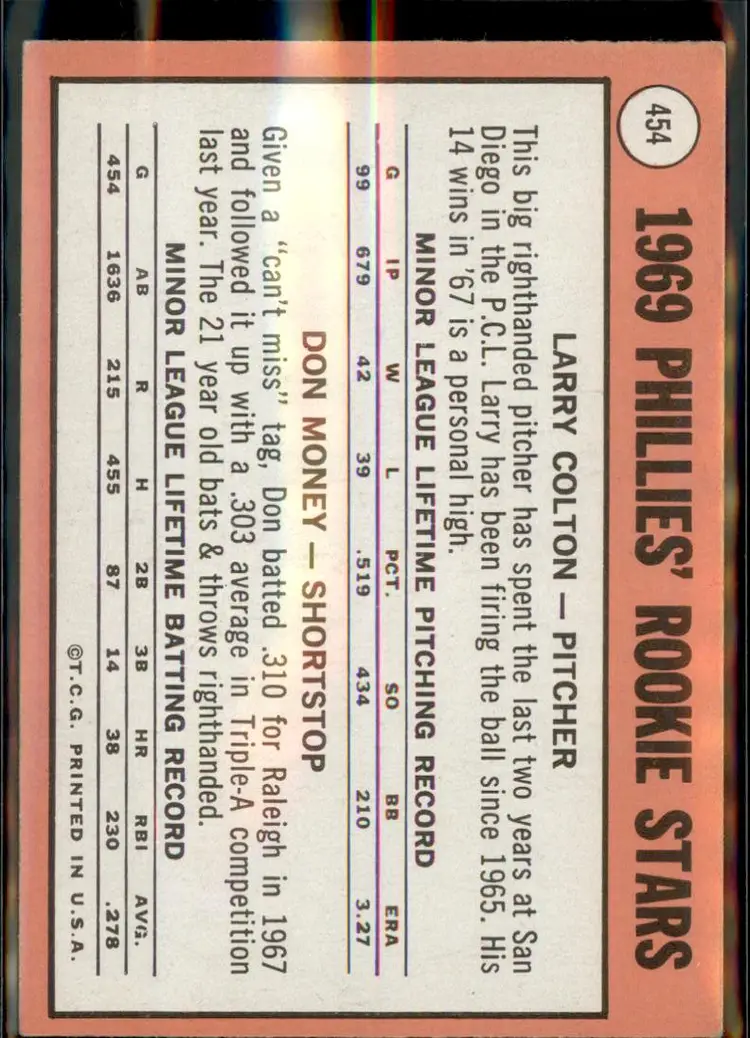 454
1969 PHILLIES' ROOKIE STARS
LARRY COLTON — PITCHER
This big righthanded pitcher has spent the last two years at San
Diego in the P.C.L. Larry has been firing the ball since 1965. His
14 wins in '67 is a personal high.
MINOR LEAGUE LIFETIME PITCHING RECORD
G IP W L PCT. SO BB ERA
99 679 42 39 .519 434 210 3.27
DON MONEY — SHORTSTOP
Given a "can't miss" tag, Don batted .310 for Raleigh in 1967
and followed it up with a .303 average in Triple-A competition
last year. The 21 year old bats & throws righthanded.
MINOR LEAGUE LIFETIME BATTING RECORD
G AB R H 2B 3B HR RBI AVG.
454 1636 215 455 87 14 38 230 .278
©T.C.G. PRINTED IN U.S.A.